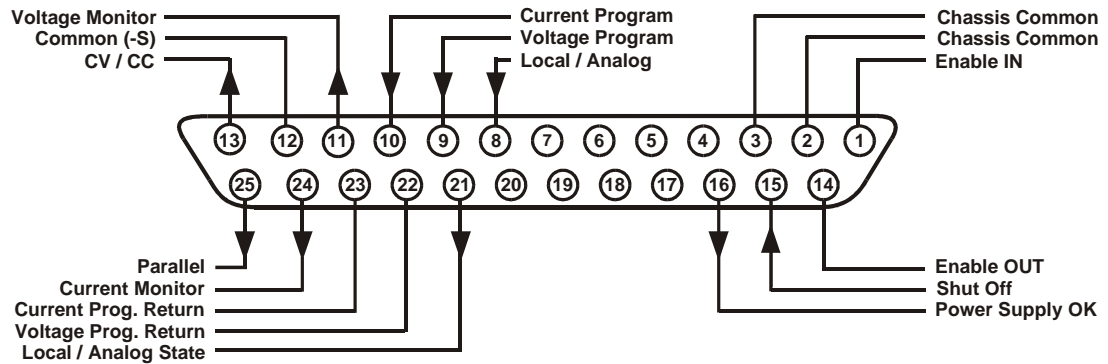 Voltage Monitor
Common (-S)
CV / CC
Current Program
Voltage Program
Local / Analog
Chassis Common
Chassis Common
Enable IN
13 12 11 10 9 8 7 6 5 4 3 2 1
25 24 23 22 21 20 19 18 17 16 15 14
Parallel
Current Monitor
Current Prog. Return
Voltage Prog. Return
Local / Analog State
Enable OUT
Shut Off
Power Supply OK